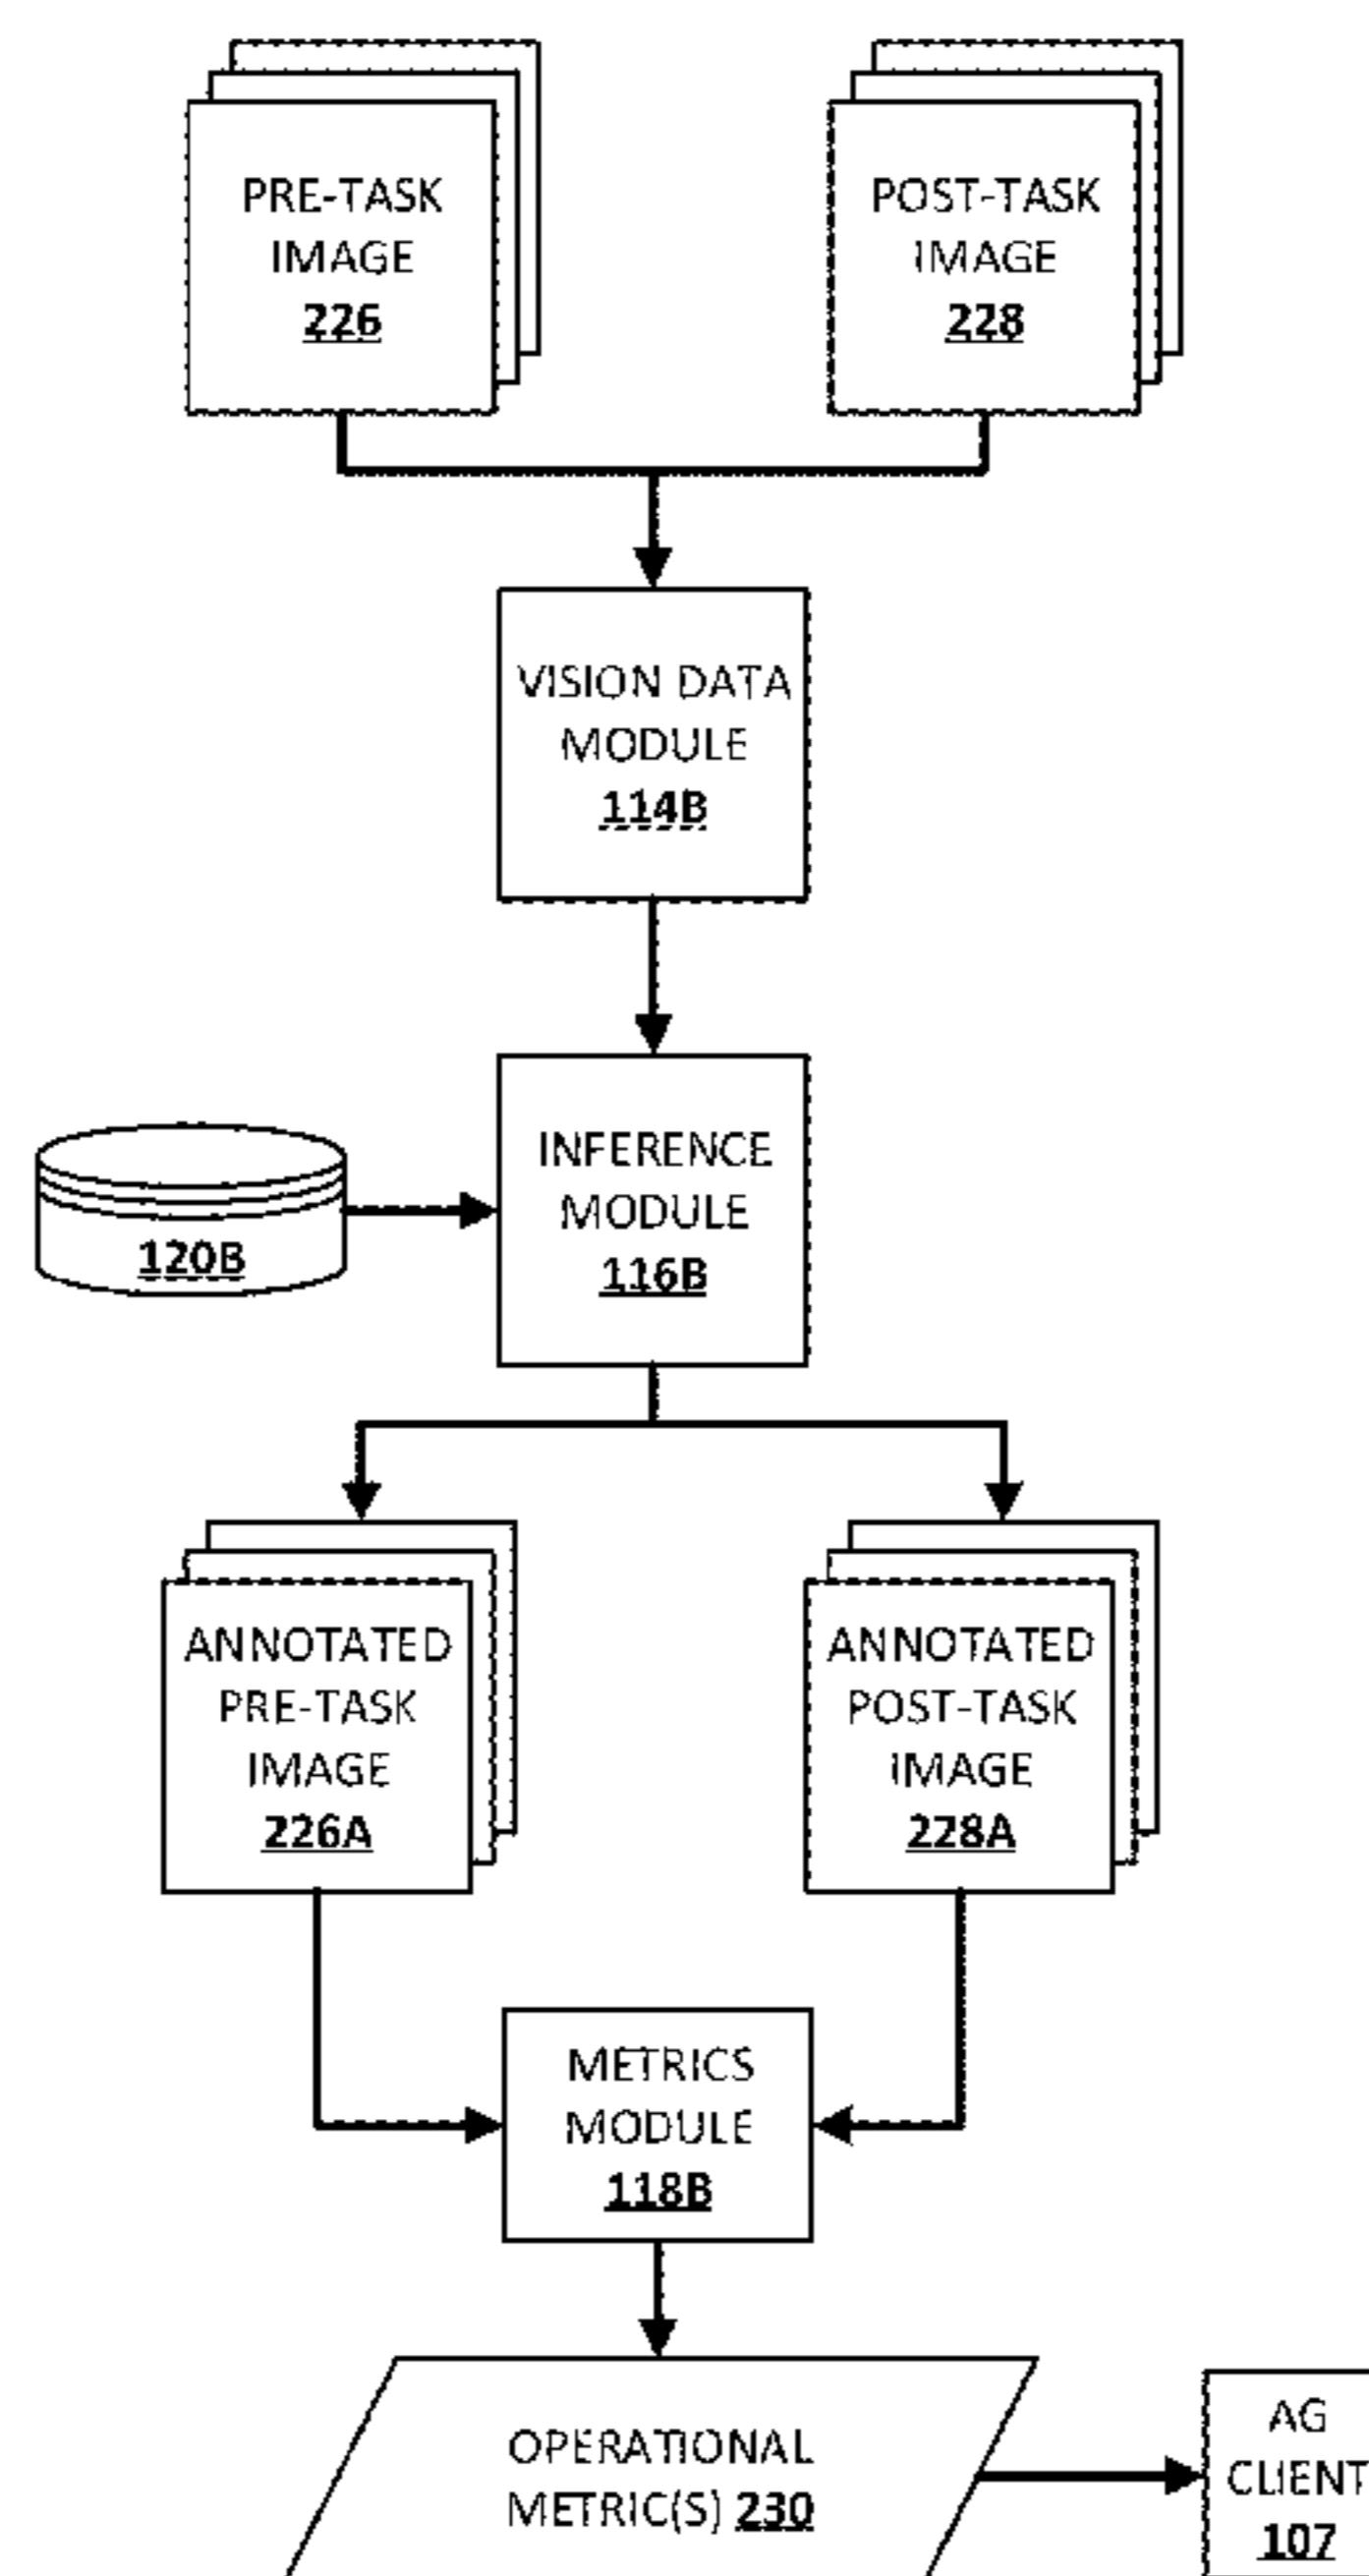 PRE-TASK
IMAGE
226
POST-TASK
IMAGE
228
VISION DATA
MODULE
114B
INFERENCE
MODULE
116B
120B
ANNOTATED
PRE-TASK
IMAGE
226A
ANNOTATED
POST-TASK
IMAGE
228A
METRICS
MODULE
118B
OPERATIONAL
METRIC(S) 230
AG
CLIENT
107